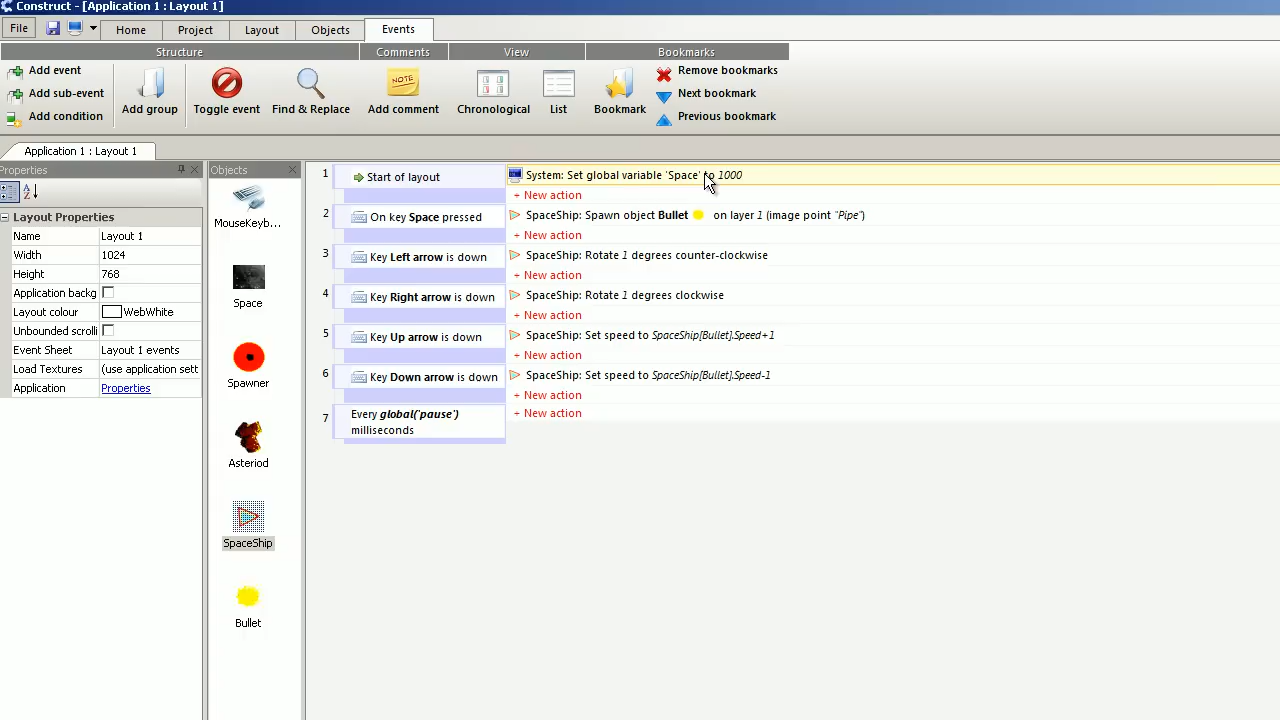 Construct - [Application 1 : Layout 1]
File Home Project Layout Objects Events
Structure Comments View Bookmarks
Add event
Add sub-event
Add condition
Add group
Toggle event
Find & Replace
NOTE
Add comment
Chronological
List
Bookmark
Remove bookmarks
Next bookmark
Previous bookmark
Application 1 : Layout 1
Properties
Layout Properties
Name Layout 1
Width 1024
Height 768
Application backg
Layout colour WebWhite
Unbounded scrolli
Event Sheet Layout 1 events
Load Textures (use application sett
Application Properties
Objects
MouseKeyb...
Space
Spawner
Asteriod
SpaceShip
Bullet
1 Start of layout System: Set global variable 'Space' to 1000
+ New action
2 On key Space pressed SpaceShip: Spawn object Bullet on layer 1 (image point "Pipe")
+ New action
3 Key Left arrow is down SpaceShip: Rotate 1 degrees counter-clockwise
+ New action
4 Key Right arrow is down SpaceShip: Rotate 1 degrees clockwise
+ New action
5 Key Up arrow is down SpaceShip: Set speed to SpaceShip[Bullet].Speed+1
+ New action
6 Key Down arrow is down SpaceShip: Set speed to SpaceShip[Bullet].Speed-1
+ New action
7 Every global('pause') + New action
milliseconds